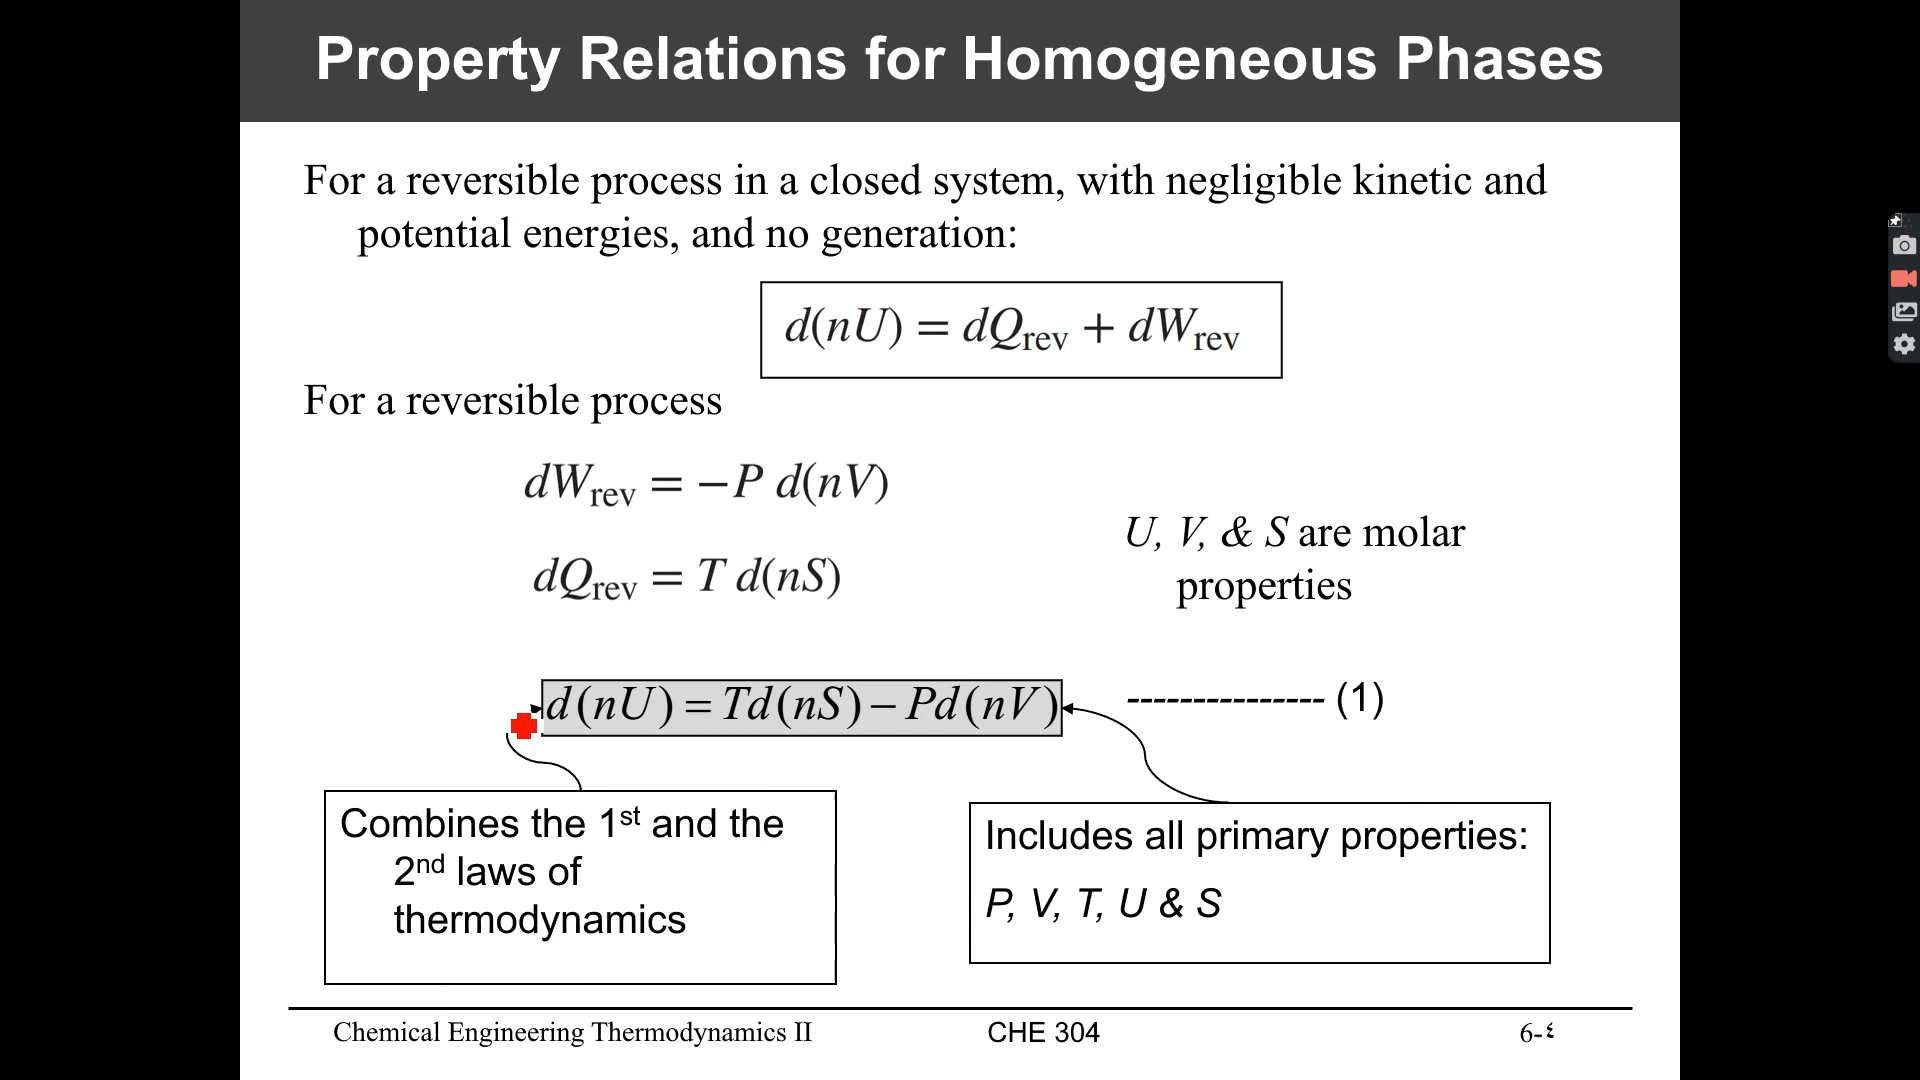 Property Relations for Homogeneous Phases
For a reversible process in a closed system, with negligible kinetic and
potential energies, and no generation:
d(nU) = dQrev + dWrev
For a reversible process
dWrev = −P d(nV)
dQrev = T d(nS)
U, V, & S are molar
properties
d(nU) = Td(nS) − Pd(nV)
--------------- (1)
Combines the 1st and the
2nd laws of
thermodynamics
Includes all primary properties:
P, V, T, U & S
Chemical Engineering Thermodynamics II
CHE 304
6-٤